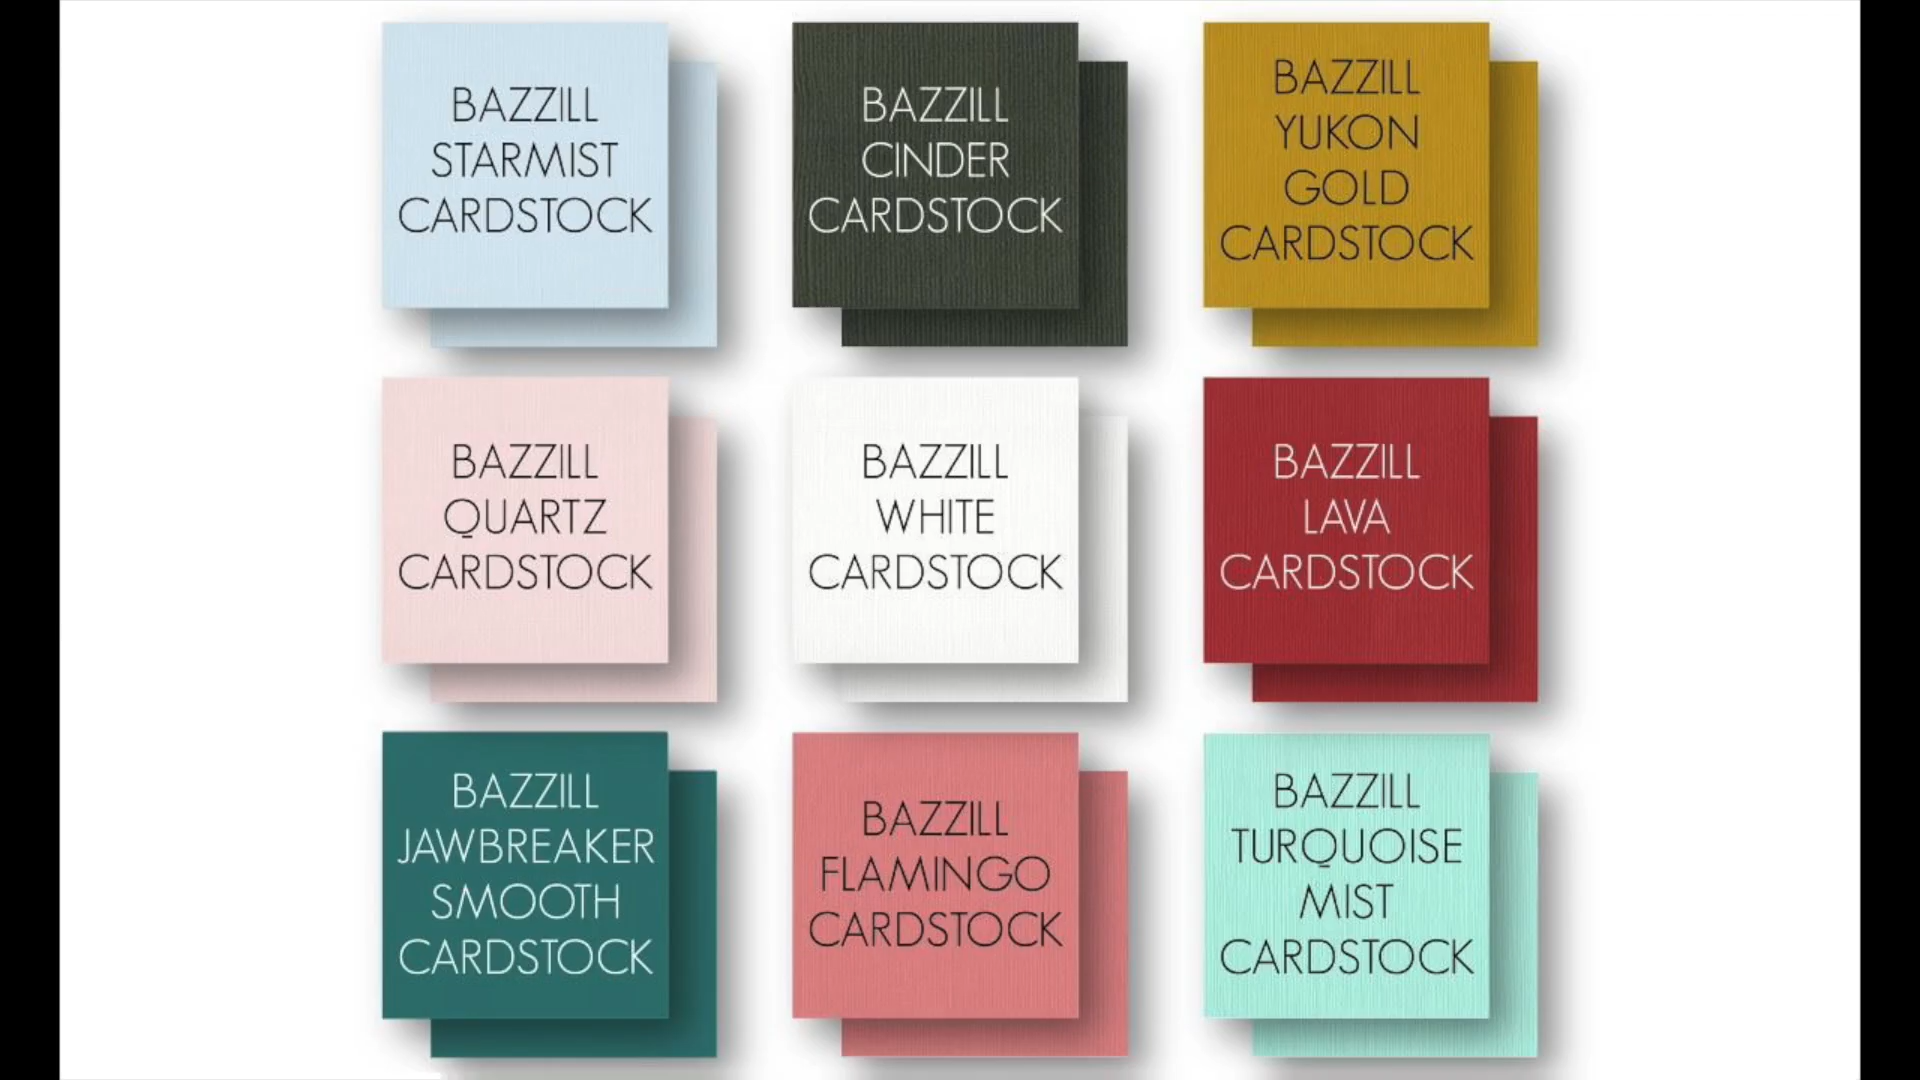 BAZZILL
STARMIST
CARDSTOCK
BAZZILL
CINDER
CARDSTOCK
BAZZILL
YUKON
GOLD
CARDSTOCK
BAZZILL
QUARTZ
CARDSTOCK
BAZZILL
WHITE
CARDSTOCK
BAZZILL
LAVA
CARDSTOCK
BAZZILL
JAWBREAKER
SMOOTH
CARDSTOCK
BAZZILL
FLAMINGO
CARDSTOCK
BAZZILL
TURQUOISE
MIST
CARDSTOCK